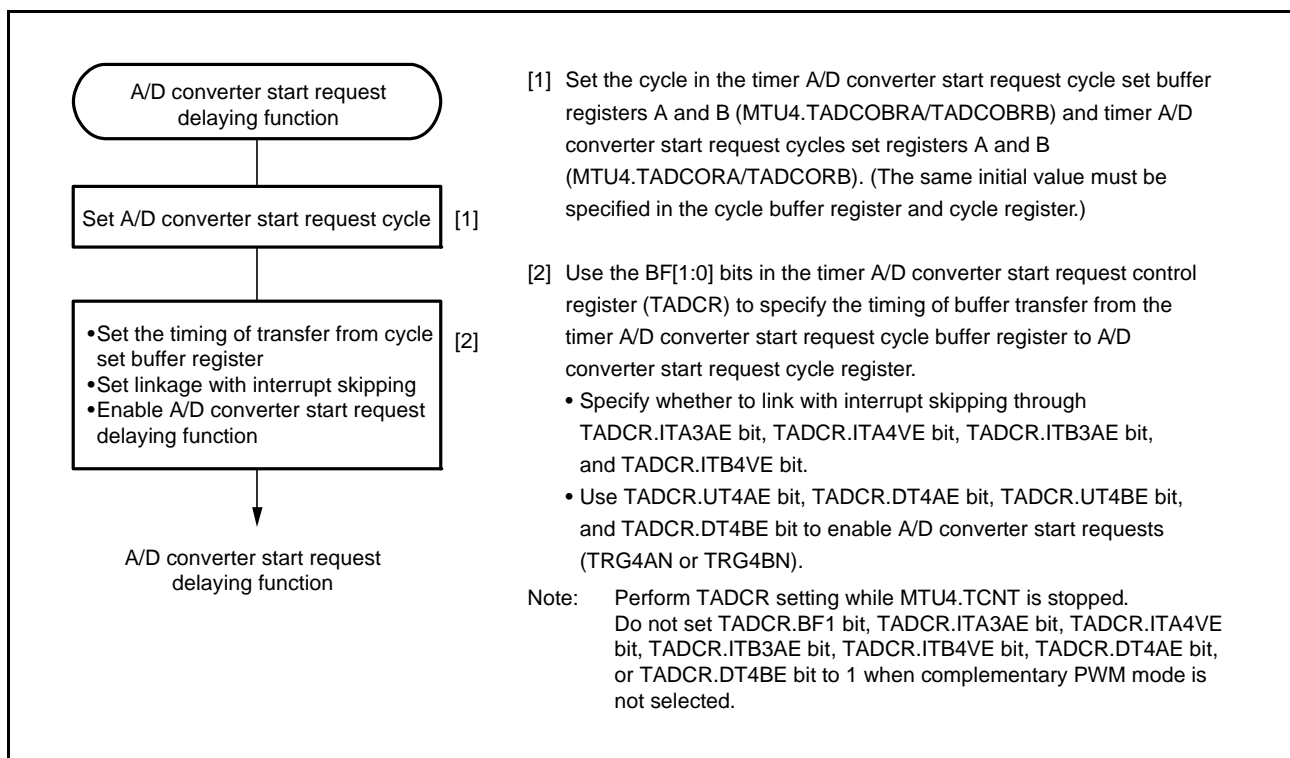 A/D converter start request
delaying function
Set A/D converter start request cycle
[1]
•Set the timing of transfer from cycle
set buffer register
•Set linkage with interrupt skipping
•Enable A/D converter start request
delaying function
[2]
A/D converter start request
delaying function
[1] Set the cycle in the timer A/D converter start request cycle set buffer
registers A and B (MTU4.TADCOBRA/TADCOBRB) and timer A/D
converter start request cycles set registers A and B
(MTU4.TADCORA/TADCORB). (The same initial value must be
specified in the cycle buffer register and cycle register.)
[2] Use the BF[1:0] bits in the timer A/D converter start request control
register (TADCR) to specify the timing of buffer transfer from the
timer A/D converter start request cycle buffer register to A/D
converter start request cycle register.
• Specify whether to link with interrupt skipping through
TADCR.ITA3AE bit, TADCR.ITA4VE bit, TADCR.ITB3AE bit,
and TADCR.ITB4VE bit.
• Use TADCR.UT4AE bit, TADCR.DT4AE bit, TADCR.UT4BE bit,
and TADCR.DT4BE bit to enable A/D converter start requests
(TRG4AN or TRG4BN).
Note: Perform TADCR setting while MTU4.TCNT is stopped.
Do not set TADCR.BF1 bit, TADCR.ITA3AE bit, TADCR.ITA4VE
bit, TADCR.ITB3AE bit, TADCR.ITB4VE bit, TADCR.DT4AE bit,
or TADCR.DT4BE bit to 1 when complementary PWM mode is
not selected.